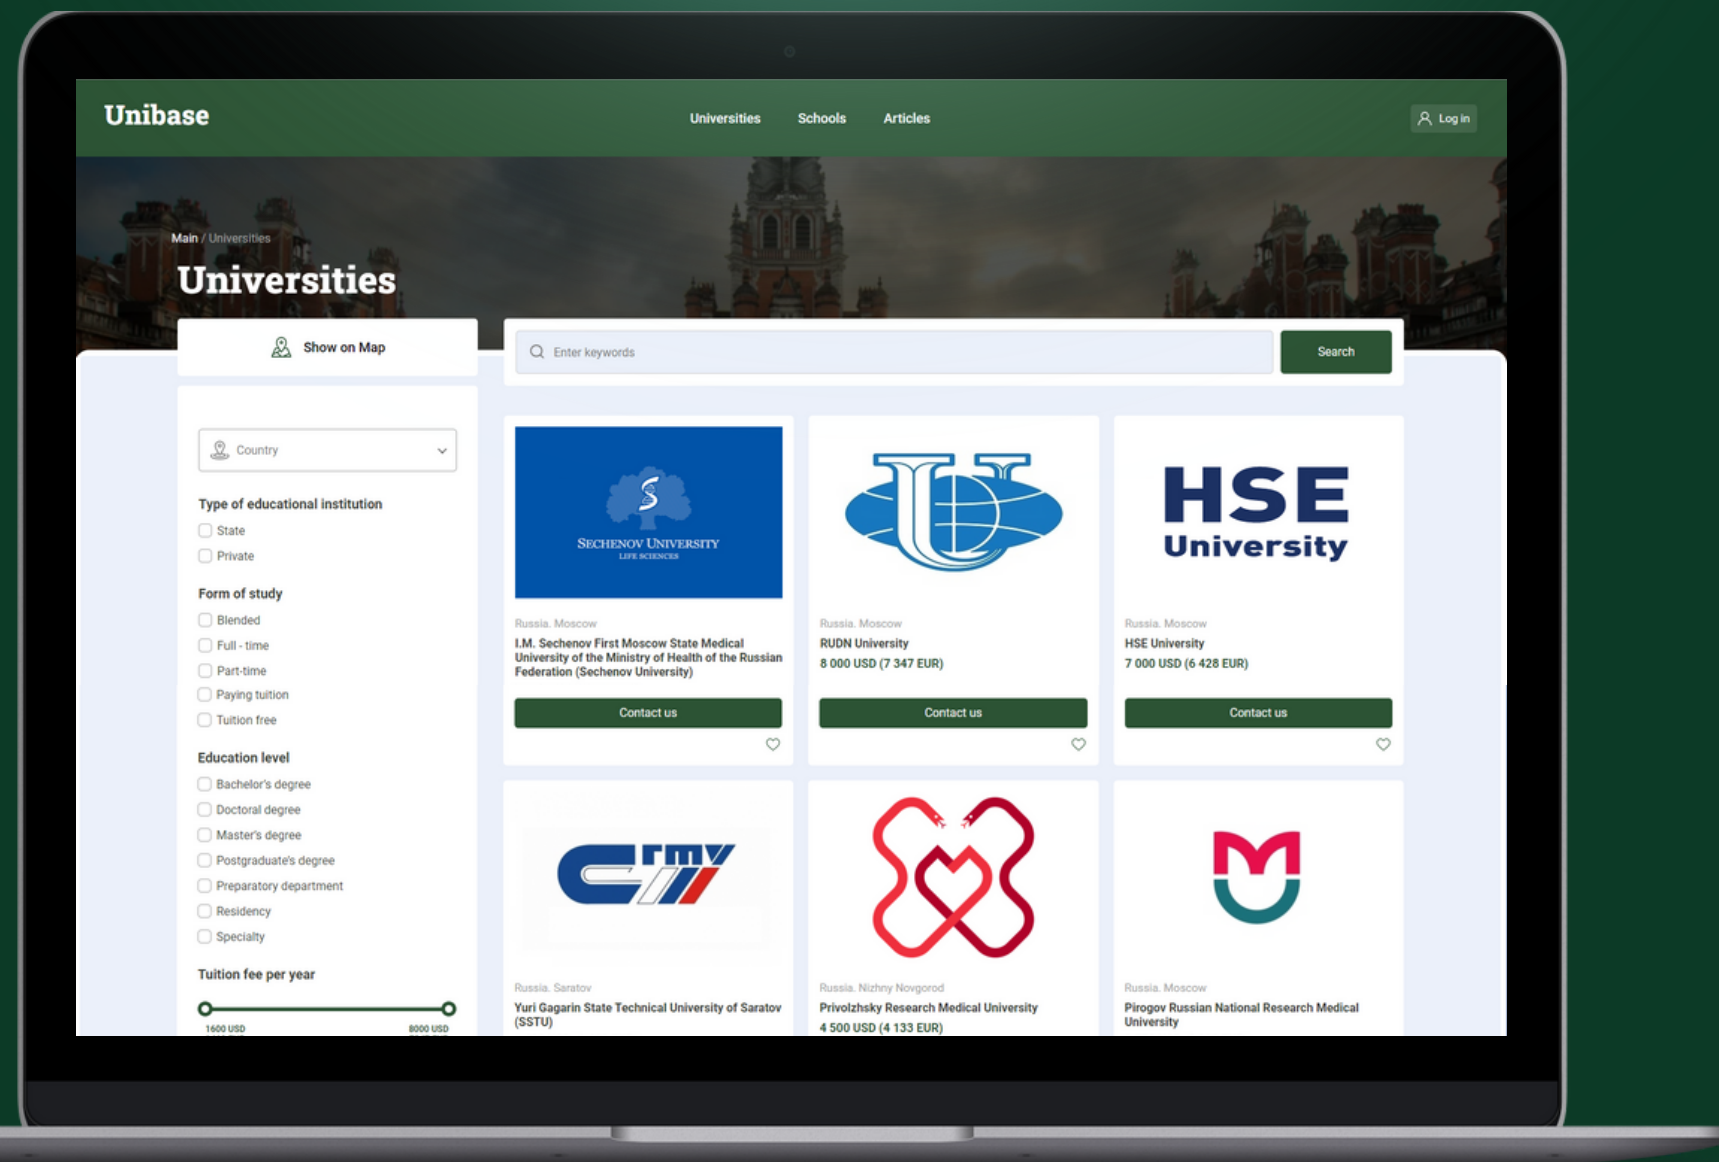 Unibase
Universities
Schools
Articles
Log in
Main / Universities
Universities
Show on Map
Enter keywords
Search
Country
Type of educational institution
State
Private
Form of study
Blended
Full - time
Part-time
Paying tuition
Tuition free
Education level
Bachelor's degree
Doctoral degree
Master's degree
Postgraduate's degree
Preparatory department
Residency
Specialty
Tuition fee per year
1600 USD
8000 USD
SECHENOV UNIVERSITY
LIFE SCIENCES
Russia. Moscow
I.M. Sechenov First Moscow State Medical
University of the Ministry of Health of the Russian
Federation (Sechenov University)
Contact us
Russia. Moscow
RUDN University
8 000 USD (7 347 EUR)
Contact us
HSE
University
Russia. Moscow
HSE University
7 000 USD (6 428 EUR)
Contact us
Russia. Saratov
Yuri Gagarin State Technical University of Saratov
(SSTU)
Russia. Nizhny Novgorod
Privolzhsky Research Medical University
4 500 USD (4 133 EUR)
Russia. Moscow
Pirogov Russian National Research Medical
University